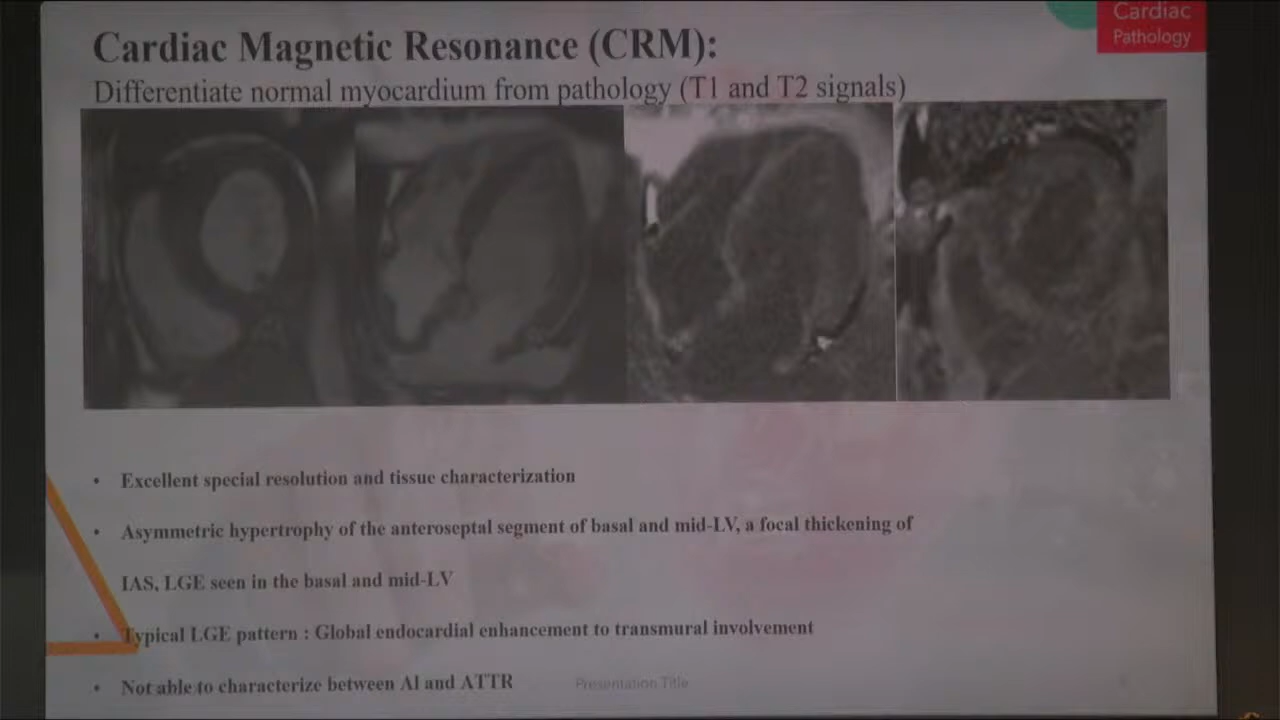 Cardiac
Pathology
Cardiac Magnetic Resonance (CRM):
Differentiate normal myocardium from pathology (T1 and T2 signals)
• Excellent special resolution and tissue characterization
• Asymmetric hypertrophy of the anteroseptal segment of basal and mid-LV, a focal thickening of
IAS, LGE seen in the basal and mid-LV
• Typical LGE pattern : Global endocardial enhancement to transmural involvement
• Not able to characterize between Al and ATTR
Presentation Title